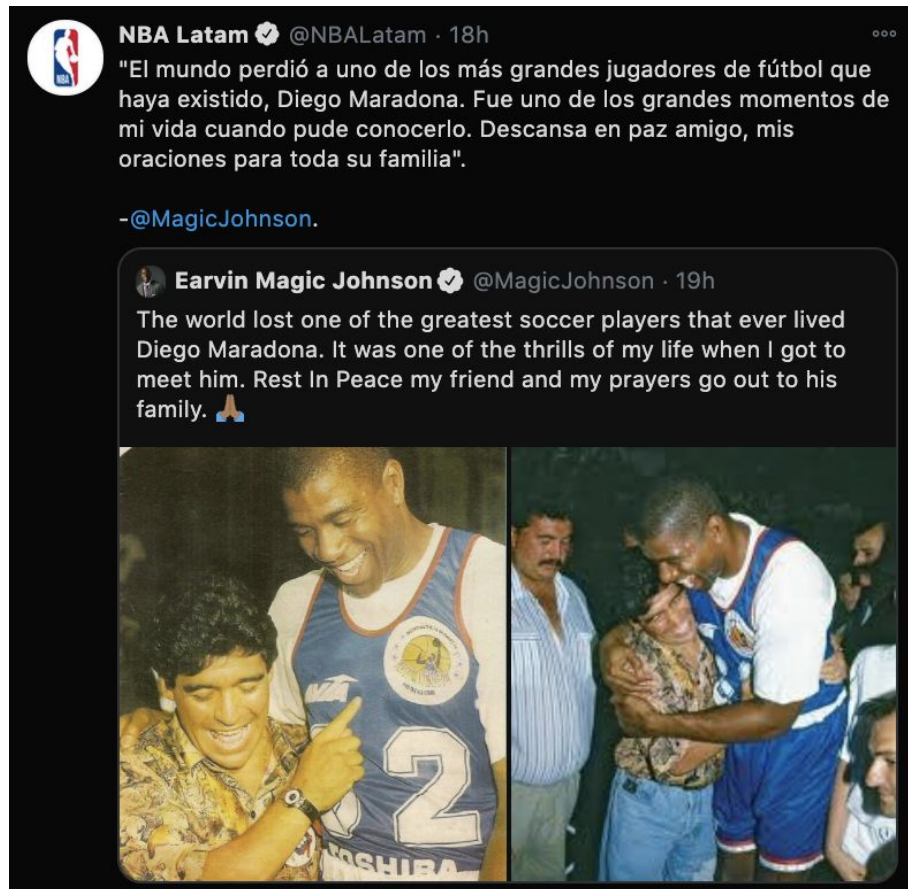 NBA Latam @NBALatam · 18h
"El mundo perdió a uno de los más grandes jugadores de fútbol que
haya existido, Diego Maradona. Fue uno de los grandes momentos de
mi vida cuando pude conocerlo. Descansa en paz amigo, mis
oraciones para toda su familia".
-@MagicJohnson.
Earvin Magic Johnson @MagicJohnson · 19h
The world lost one of the greatest soccer players that ever lived
Diego Maradona. It was one of the thrills of my life when I got to
meet him. Rest In Peace my friend and my prayers go out to his
family. 🙏🏾
NBA
2
TOSHIBA